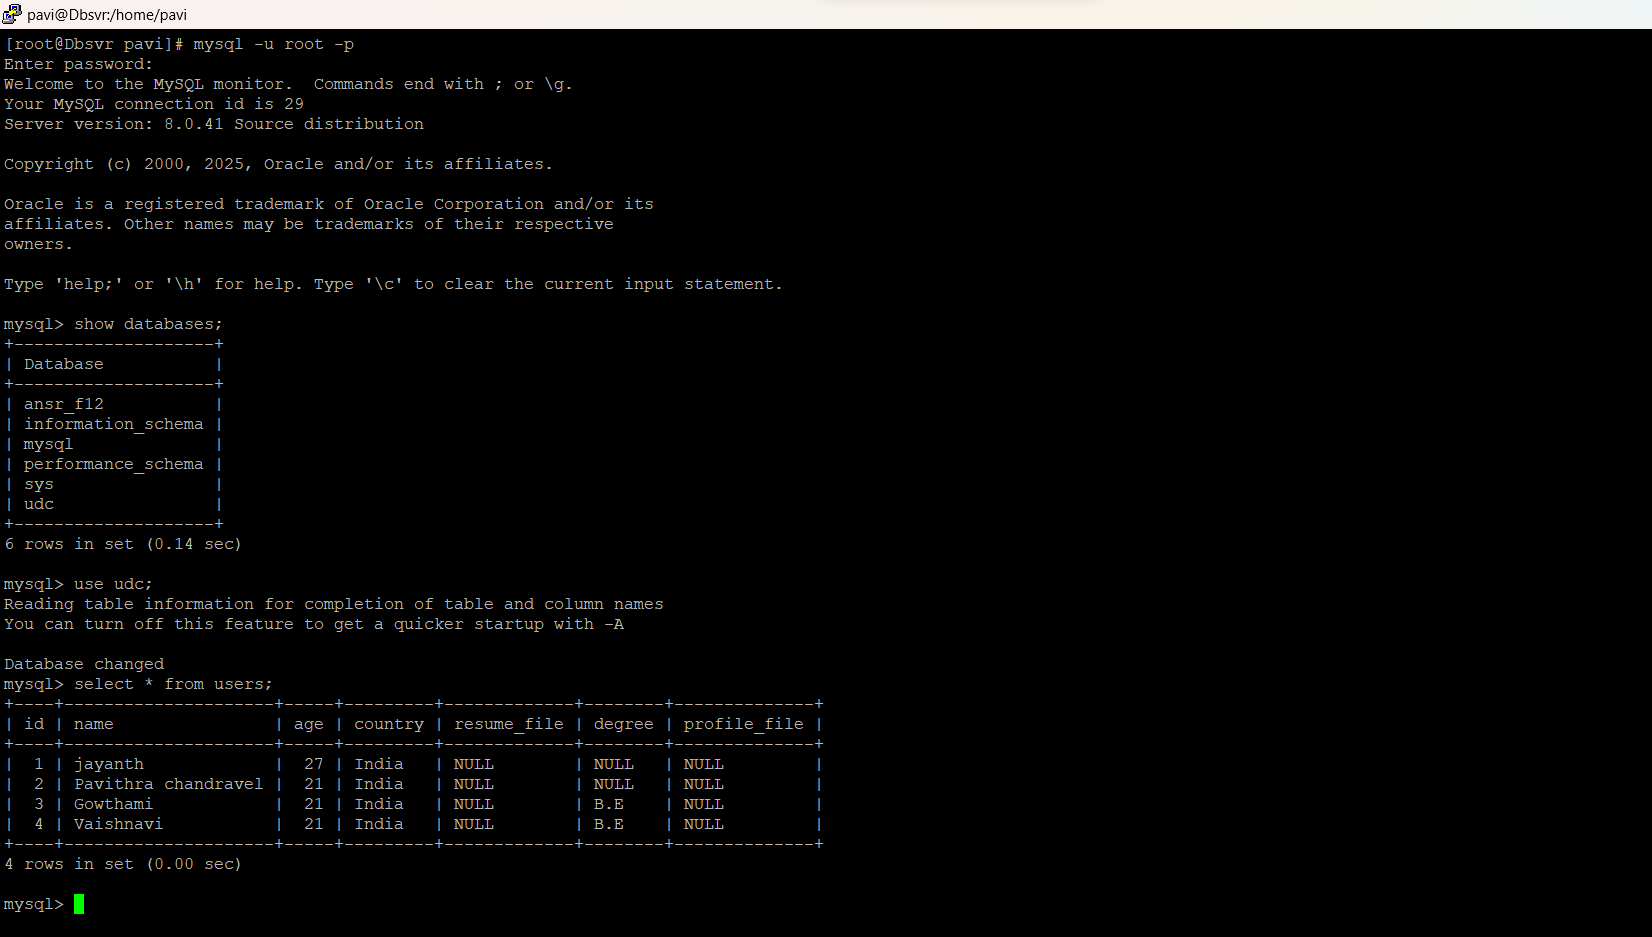 pavi@Dbsvr:/home/pavi
[root@Dbsvr pavi]# mysql -u root -p
Enter password:
Welcome to the MySQL monitor.  Commands end with ; or \g.
Your MySQL connection id is 29
Server version: 8.0.41 Source distribution

Copyright (c) 2000, 2025, Oracle and/or its affiliates.

Oracle is a registered trademark of Oracle Corporation and/or its
affiliates. Other names may be trademarks of their respective
owners.

Type 'help;' or '\h' for help. Type '\c' to clear the current input statement.

mysql> show databases;
+--------------------+
| Database           |
+--------------------+
| ansr_f12           |
| information_schema |
| mysql              |
| performance_schema |
| sys                |
| udc                |
+--------------------+
6 rows in set (0.14 sec)

mysql> use udc;
Reading table information for completion of table and column names
You can turn off this feature to get a quicker startup with -A

Database changed
mysql> select * from users;
+----+---------------------+-----+---------+-------------+--------+--------------+
| id | name                | age | country | resume_file | degree | profile_file |
+----+---------------------+-----+---------+-------------+--------+--------------+
|  1 | jayanth             |  27 | India   | NULL        | NULL   | NULL         |
|  2 | Pavithra chandravel |  21 | India   | NULL        | NULL   | NULL         |
|  3 | Gowthami            |  21 | India   | NULL        | B.E    | NULL         |
|  4 | Vaishnavi           |  21 | India   | NULL        | B.E    | NULL         |
+----+---------------------+-----+---------+-------------+--------+--------------+
4 rows in set (0.00 sec)

mysql>